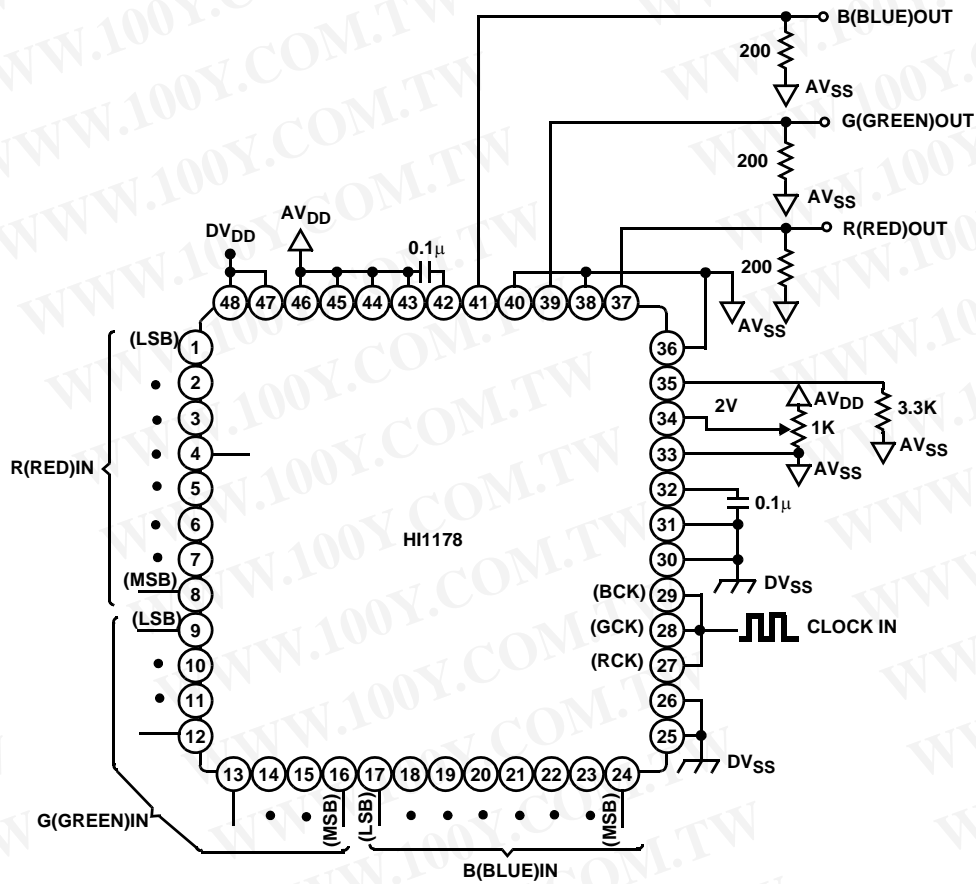 B(BLUE)OUT
200
AVSS
G(GREEN)OUT
200
AVSS
R(RED)OUT
200
AVSS
DVDD
AVDD
0.1μ
48 47 46 45 44 43 42 41 40 39 38 37
(LSB) 1
2
3
4
5
6
7
(MSB) 8
R(RED)IN
(LSB) 9
10
11
12
G(GREEN)IN
HI1178
36
35
34
33
32
31
30
(BCK) 29
(GCK) 28
(RCK) 27
26
25
2V
AVDD
1K
AVSS
3.3K
AVSS
0.1μ
DVSS
CLOCK IN
DVSS
13 14 15 16 17 18 19 20 21 22 23 24
(MSB) (LSB) (MSB)
B(BLUE)IN
WWW.100Y.COM.TW